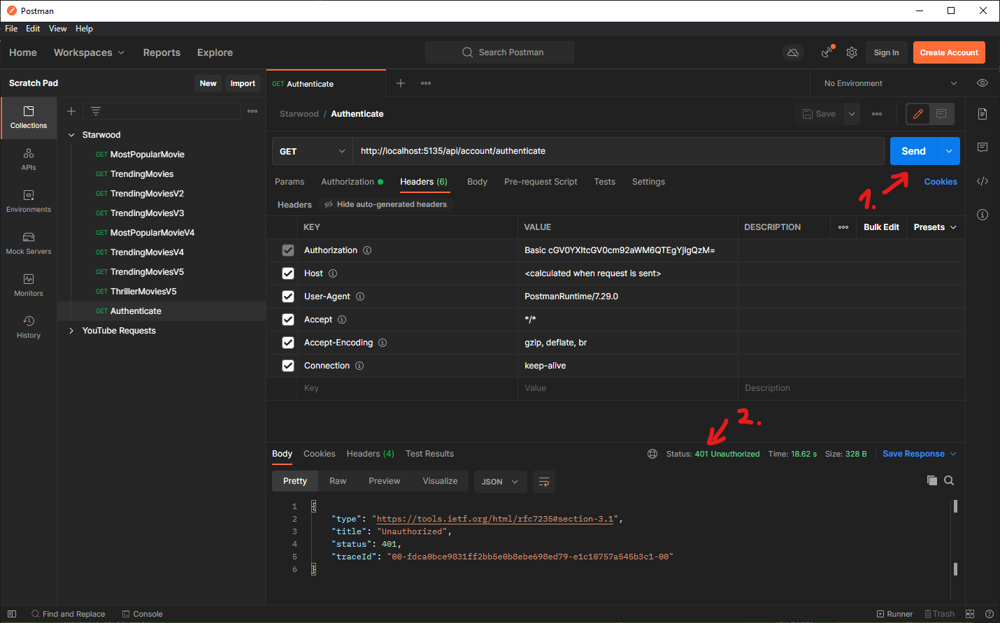 Postman
File Edit View Help
Home Workspaces Reports Explore
Search Postman
Sign In
Create Account
Scratch Pad
New
Import
GET Authenticate
No Environment
Collections
APIs
Environments
Mock Servers
Monitors
History
Starwood
GET MostPopularMovie
GET TrendingMovies
GET TrendingMoviesV2
GET TrendingMoviesV3
GET MostPopularMovieV4
GET TrendingMoviesV4
GET TrendingMoviesV5
GET ThrillerMoviesV5
GET Authenticate
YouTube Requests
Starwood / Authenticate
Save
GET
http://localhost:5135/api/account/authenticate
Send
Params Authorization Headers (6) Body Pre-request Script Tests Settings
Cookies
1.
Headers
Hide auto-generated headers
KEY VALUE DESCRIPTION Bulk Edit Presets
Authorization Basic cGV0YXItcGV0cm92aWM6QTEgYjIgQzM=
Host <calculated when request is sent>
User-Agent PostmanRuntime/7.29.0
Accept */*
Accept-Encoding gzip, deflate, br
Connection keep-alive
Key Value Description
2.
Body Cookies Headers (4) Test Results
Status: 401 Unauthorized Time: 18.62 s Size: 328 B
Save Response
Pretty Raw Preview Visualize JSON
1 {
2 "type": "https://tools.ietf.org/html/rfc7235#section-3.1",
3 "title": "Unauthorized",
4 "status": 401,
5 "traceId": "00-fdca0bce9831ff2bb5e0b8ebe698ed79-e1c10757a545b3c1-00"
6 }
Find and Replace
Console
Runner
Trash